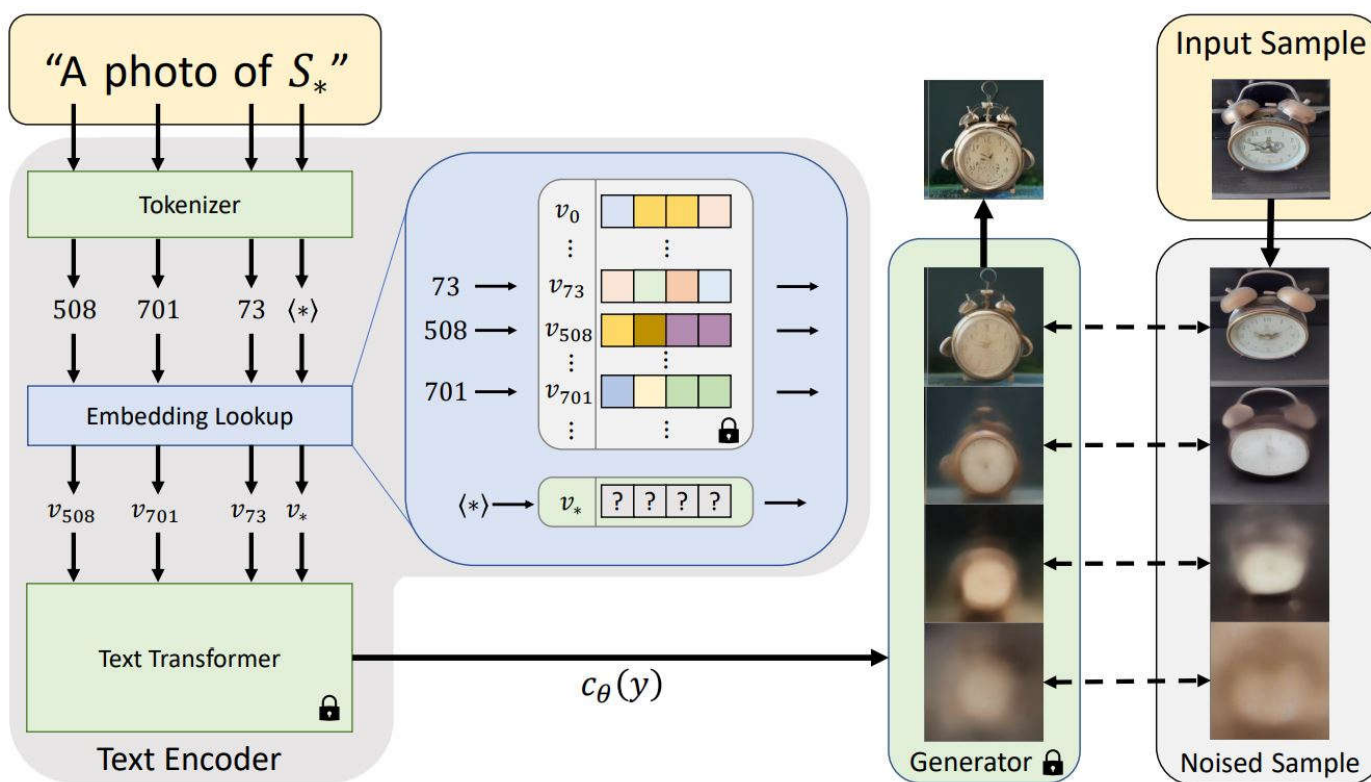 “A photo of S*”
Input Sample
Tokenizer
508 701 73 ⟨*⟩
Embedding Lookup
v508 v701 v73 v*
Text Transformer
Text Encoder
v0
⋮ ⋮
73 v73
508 v508
⋮ ⋮
701 v701
⋮ ⋮
⟨*⟩ v* ? ? ? ?
cθ(y)
Generator
Noised Sample